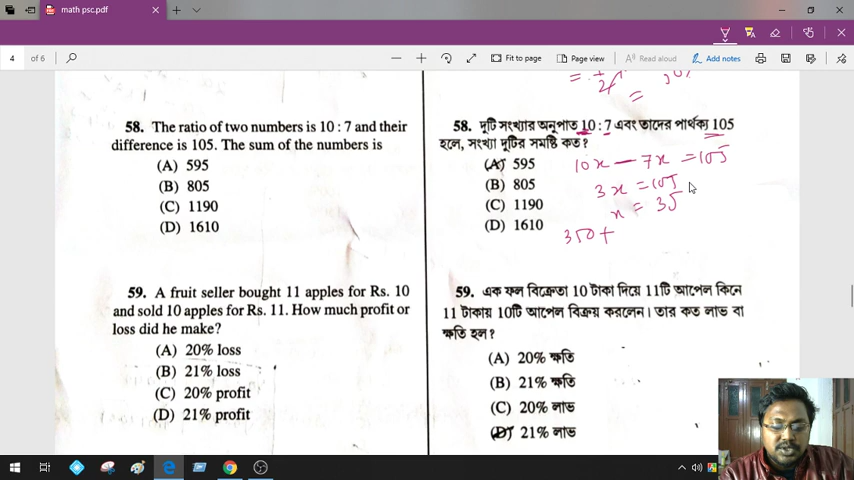 math psc.pdf
4 of 6
Fit to page
Page view
Read aloud
Add notes
58. The ratio of two numbers is 10 : 7 and their
difference is 105. The sum of the numbers is
(A) 595
(B) 805
(C) 1190
(D) 1610
59. A fruit seller bought 11 apples for Rs. 10
and sold 10 apples for Rs. 11. How much profit or
loss did he make?
(A) 20% loss
(B) 21% loss
(C) 20% profit
(D) 21% profit
58. দুটি সংখ্যার অনুপাত 10 : 7 এবং তাদের পার্থক্য 105
হলে, সংখ্যা দুটির সমষ্টি কত?
(A) 595
(B) 805
(C) 1190
(D) 1610
10x – 7x = 105
3x = 105
x = 35
350 +
59. এক ফল বিক্রেতা 10 টাকা দিয়ে 11টি আপেল কিনে
11 টাকায় 10টি আপেল বিক্রয় করলেন। তার কত লাভ বা
ক্ষতি হল?
(A) 20% ক্ষতি
(B) 21% ক্ষতি
(C) 20% লাভ
(D) 21% লাভ